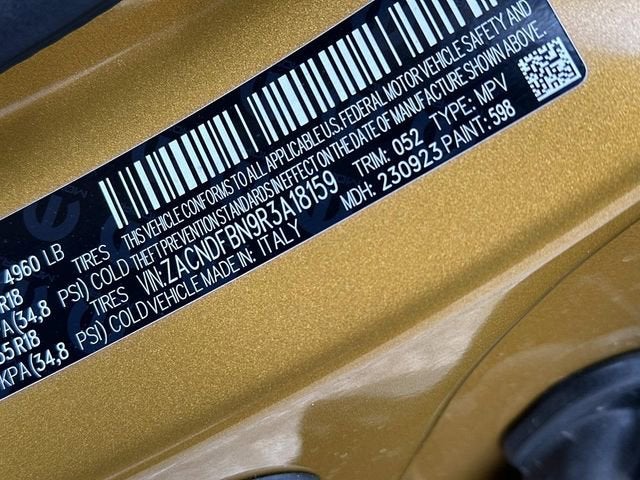 4960 LB TIRES THIS VEHICLE CONFORMS TO ALL APPLICABLE U.S. FEDERAL MOTOR VEHICLE SAFETY AND
R18 PSI) COLD THEFT PREVENTION STANDARDS IN EFFECT ON THE DATE OF MANUFACTURE SHOWN ABOVE.
PA(34,8 TIRES VIN:ZACNDFBN9R3A18159 TRIM: 052 TYPE: MPV
55R18 PSI) COLD VEHICLE MADE IN: ITALY MDH: 230923 PAINT: 598
KPA(34,8